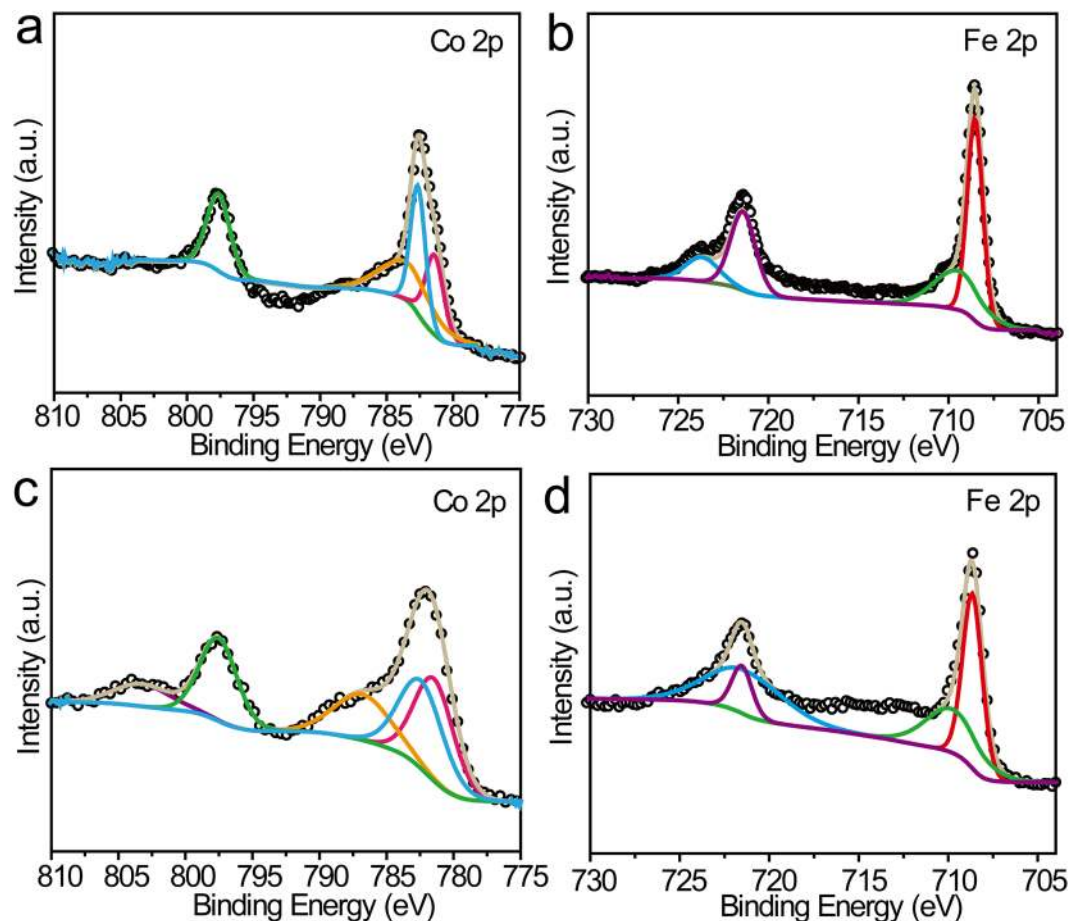 a
Co 2p
Intensity (a.u.)
810 805 800 795 790 785 780 775
Binding Energy (eV)
b
Fe 2p
Intensity (a.u.)
730 725 720 715 710 705
Binding Energy (eV)
c
Co 2p
Intensity (a.u.)
810 805 800 795 790 785 780 775
Binding Energy (eV)
d
Fe 2p
Intensity (a.u.)
730 725 720 715 710 705
Binding Energy (eV)